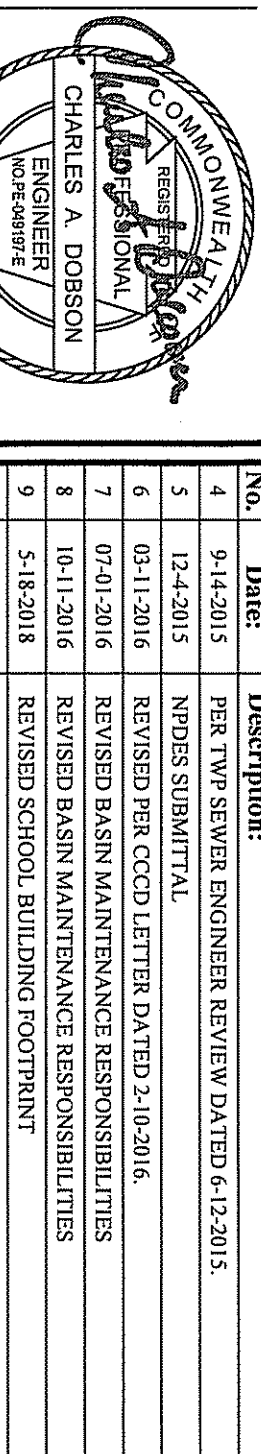 COMMONWEALTH
REGISTERED
PROFESSIONAL
CHARLES A. DOBSON
ENGINEER
NO.PE-049197-E
No. Date: Description:
4 9-14-2015 PER TWP SEWER ENGINEER REVIEW DATED 6-12-2015.
5 12-4-2015 NPDES SUBMITTAL
6 03-11-2016 REVISED PER CCCD LETTER DATED 2-10-2016.
7 07-01-2016 REVISED BASIN MAINTENANCE RESPONSIBILITIES
8 10-11-2016 REVISED BASIN MAINTENANCE RESPONSIBILITIES
9 5-18-2018 REVISED SCHOOL BUILDING FOOTPRINT